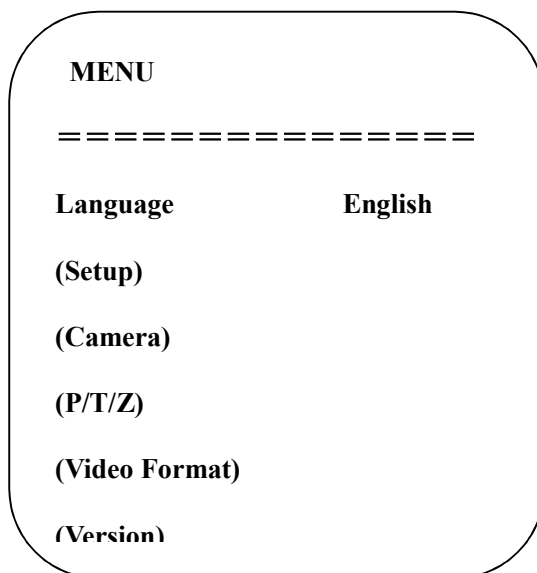 MENU
===============
Language English
(Setup)
(Camera)
(P/T/Z)
(Video Format)
(Version)